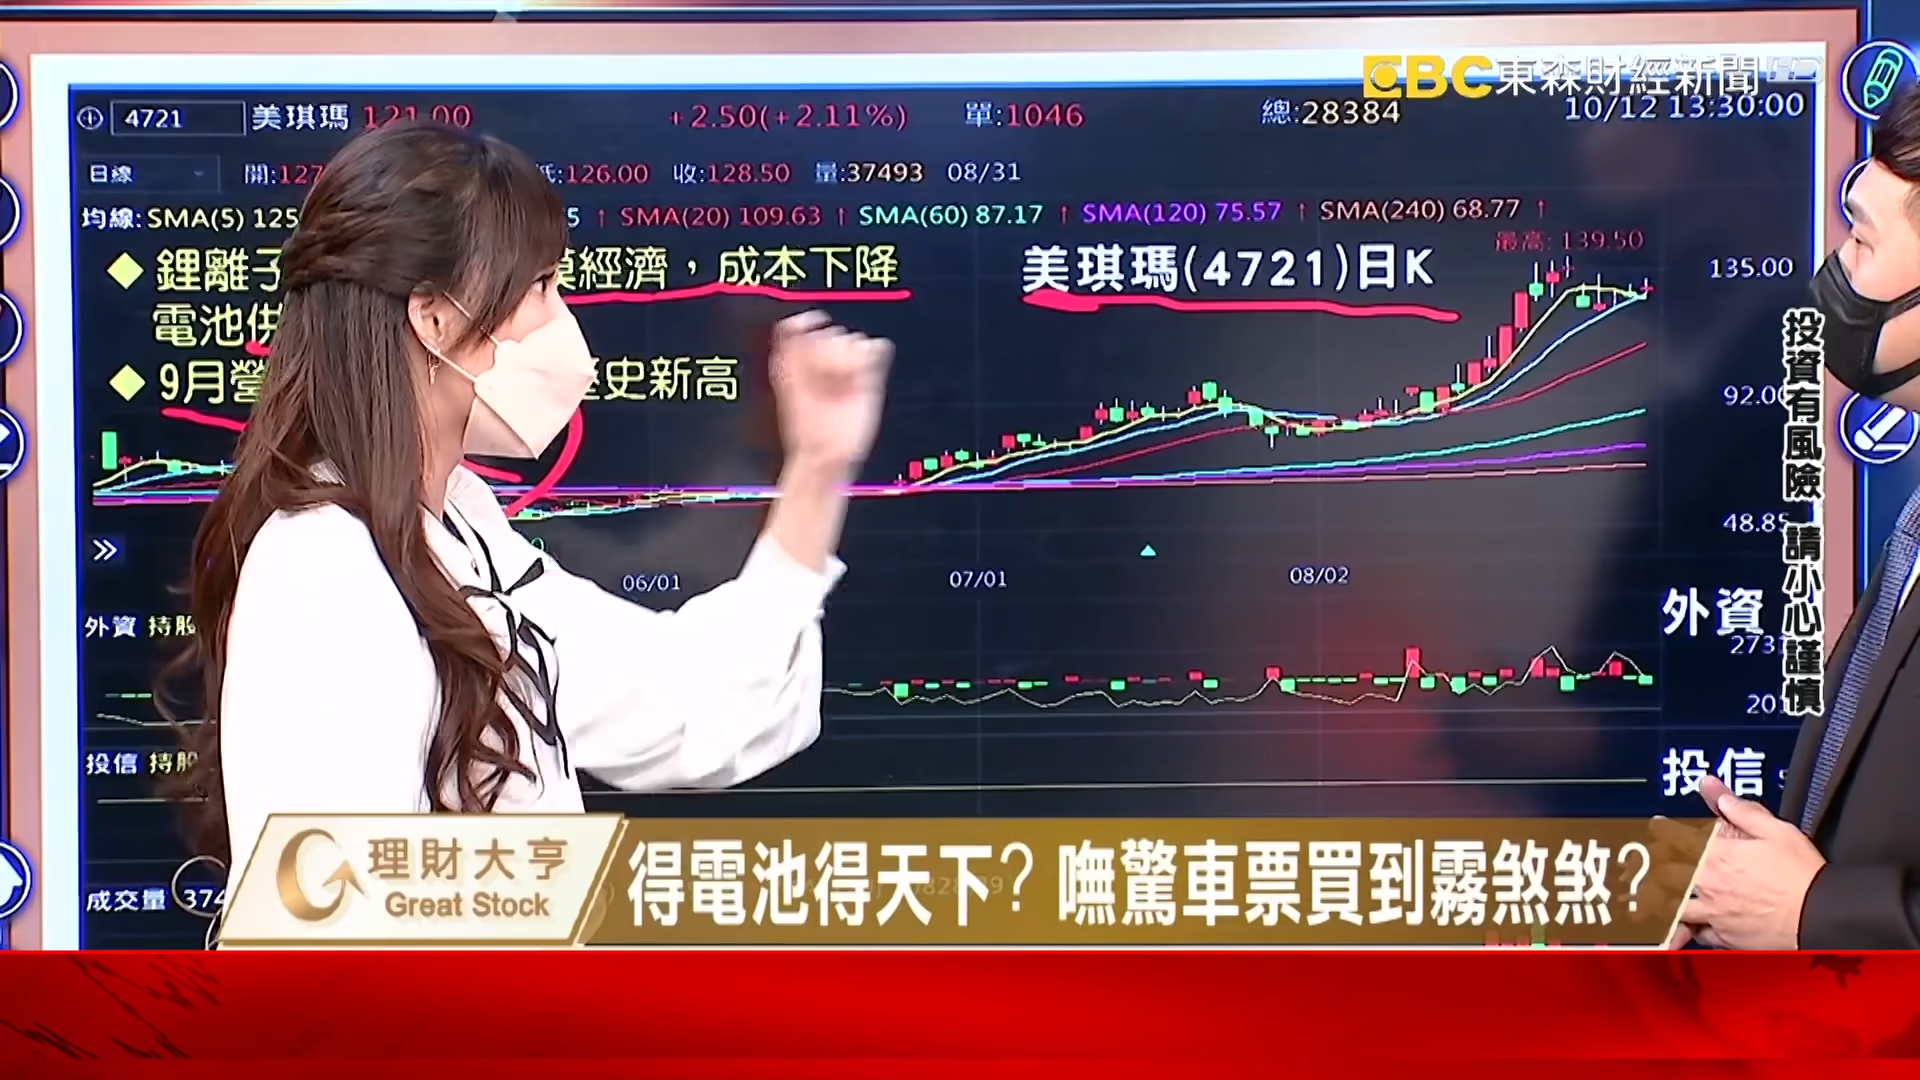 EBC 東森財經新聞 HD
4721 美琪瑪 121.00 +2.50(+2.11%) 單:1046 總:28384 10/12 13:30:00
日線 開:127 低:126.00 收:128.50 量:37493 08/31
均線: SMA(5) 125 5 ↑ SMA(20) 109.63 ↑ SMA(60) 87.17 ↑ SMA(120) 75.57 ↑ SMA(240) 68.77 ↑
最高: 139.50
◆ 鋰離子 模經濟，成本下降
電池供
◆ 9月營 歷史新高
美琪瑪(4721)日K
135.00
92.00
48.85
06/01 07/01 08/02
外資 持股
外資
273
201
投信 持股
投信
成交量 374
投資有風險 請小心謹慎
理財大亨
Great Stock
得電池得天下? 嘸驚車票買到霧煞煞?